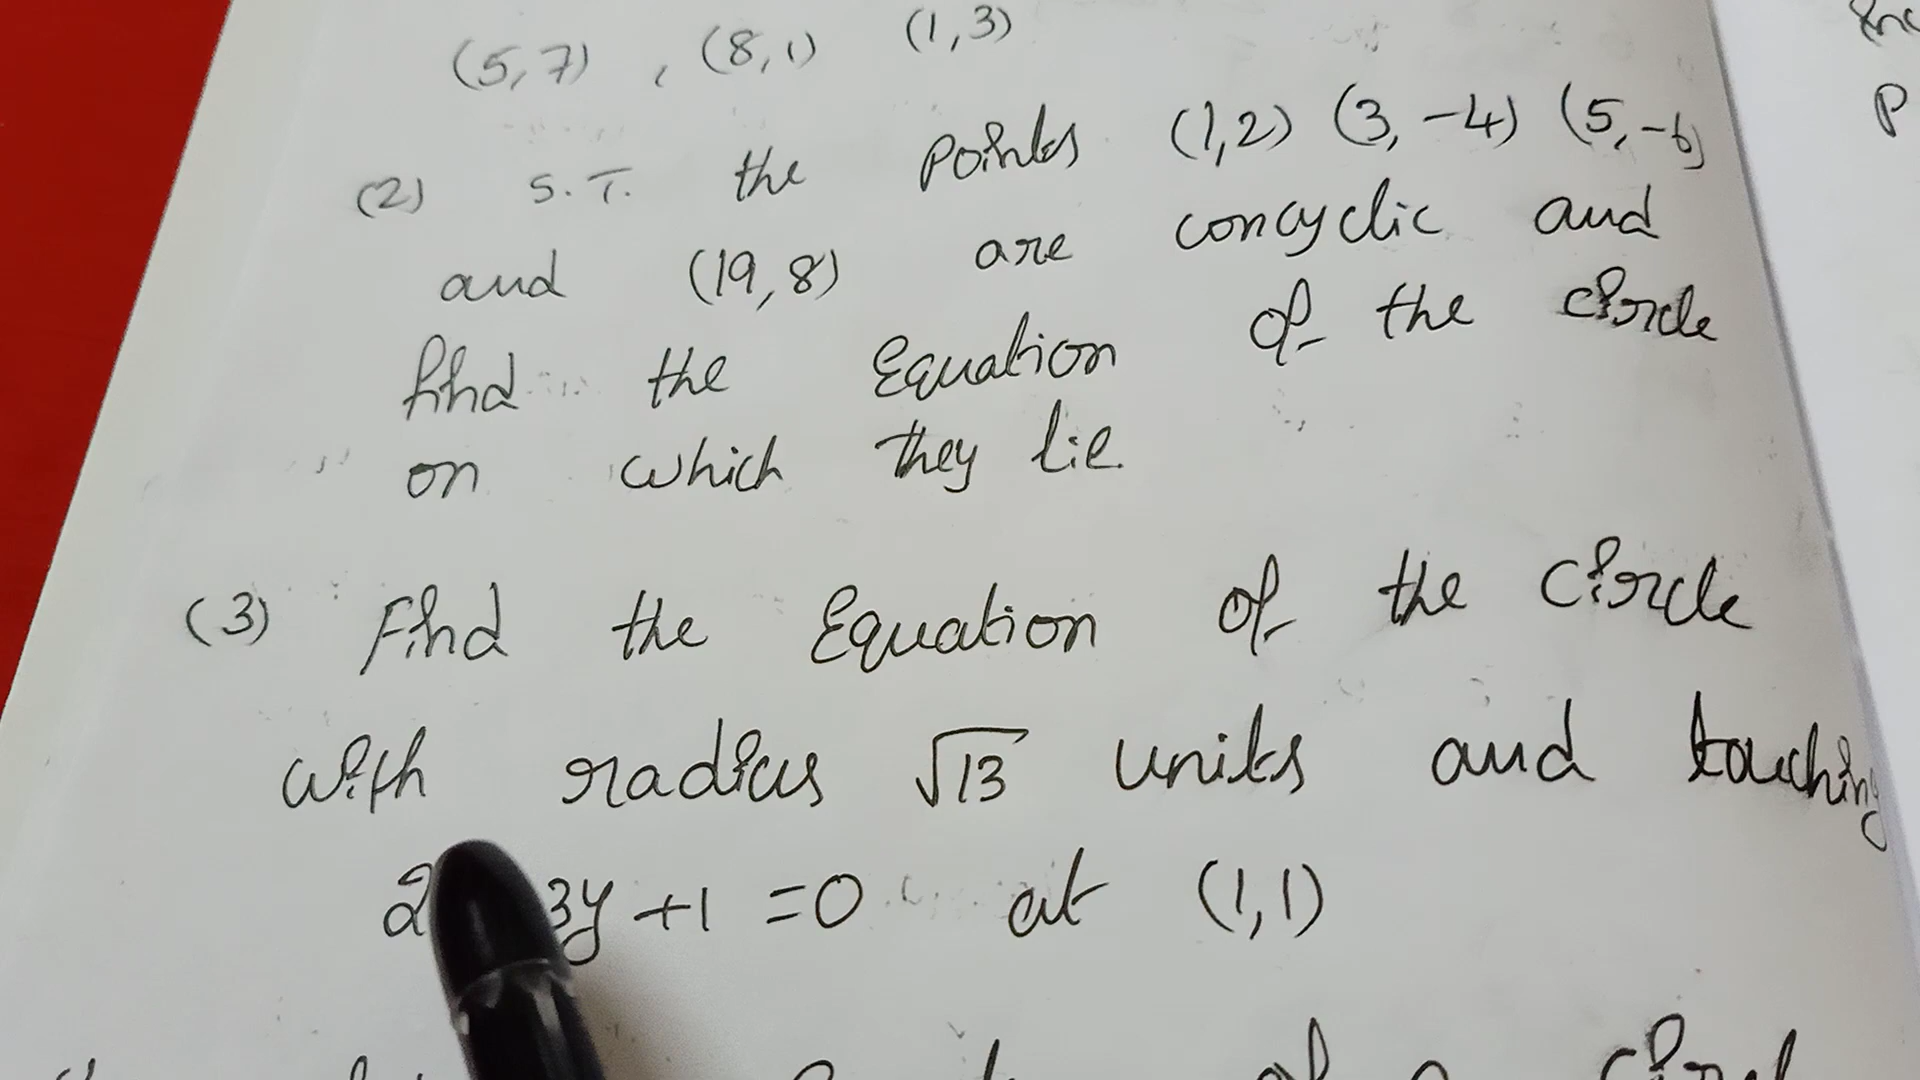 (5,7) , (8,1) (1,3)
(2) S.T. the points (1,2) (3,-4) (5,-6)
and (19,8) are concyclic and
find the Equation of the circle
on which they lie.
(3) Find the Equation of the circle
with radius √13 units and touching
2 3y +1 =0 at (1,1)